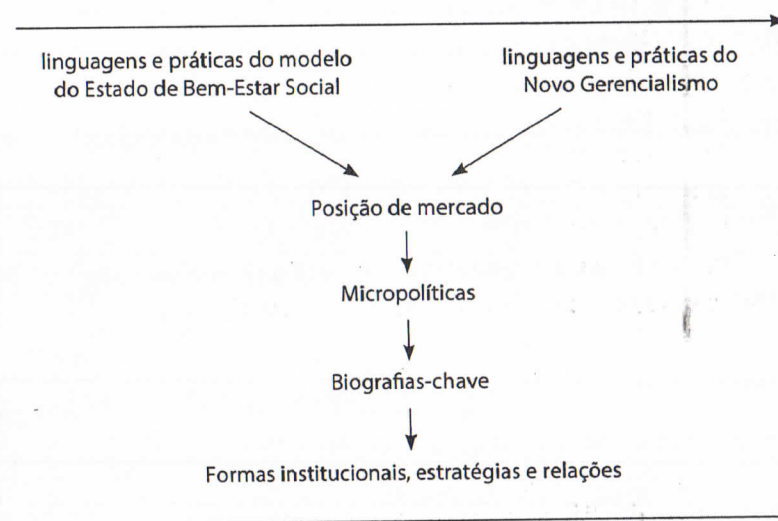 linguagens e práticas do modelo
do Estado de Bem-Estar Social
linguagens e práticas do
Novo Gerencialismo
Posição de mercado
Micropolíticas
Biografias-chave
Formas institucionais, estratégias e relações